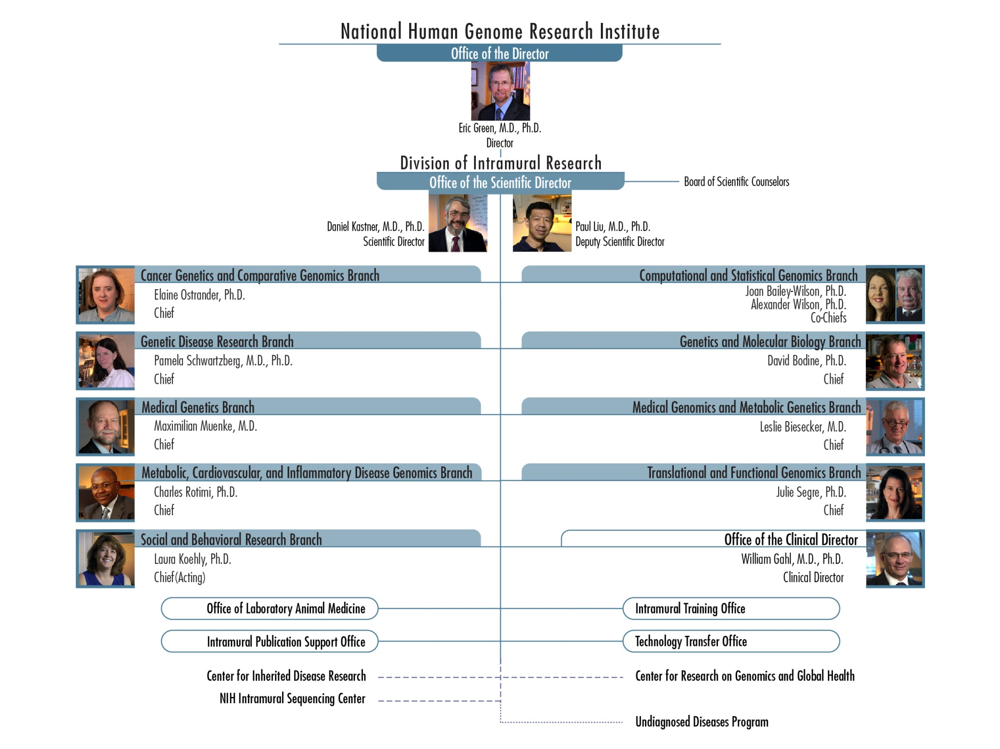 National Human Genome Research Institute
Office of the Director
Eric Green, M.D., Ph.D.
Director
Division of Intramural Research
Office of the Scientific Director
Board of Scientific Counselors
Daniel Kastner, M.D., Ph.D.
Scientific Director
Paul Liu, M.D., Ph.D.
Deputy Scientific Director
Cancer Genetics and Comparative Genomics Branch
Elaine Ostrander, Ph.D.
Chief
Computational and Statistical Genomics Branch
Joan Bailey-Wilson, Ph.D.
Alexander Wilson, Ph.D.
Co-Chiefs
Genetic Disease Research Branch
Pamela Schwartzberg, M.D., Ph.D.
Chief
Genetics and Molecular Biology Branch
David Bodine, Ph.D.
Chief
Medical Genetics Branch
Maximilian Muenke, M.D.
Chief
Medical Genomics and Metabolic Genetics Branch
Leslie Biesecker, M.D.
Chief
Metabolic, Cardiovascular, and Inflammatory Disease Genomics Branch
Charles Rotimi, Ph.D.
Chief
Translational and Functional Genomics Branch
Julie Segre, Ph.D.
Chief
Social and Behavioral Research Branch
Laura Koehly, Ph.D.
Chief(Acting)
Office of the Clinical Director
William Gahl, M.D., Ph.D.
Clinical Director
Office of Laboratory Animal Medicine
Intramural Training Office
Intramural Publication Support Office
Technology Transfer Office
Center for Inherited Disease Research
Center for Research on Genomics and Global Health
NIH Intramural Sequencing Center
Undiagnosed Diseases Program